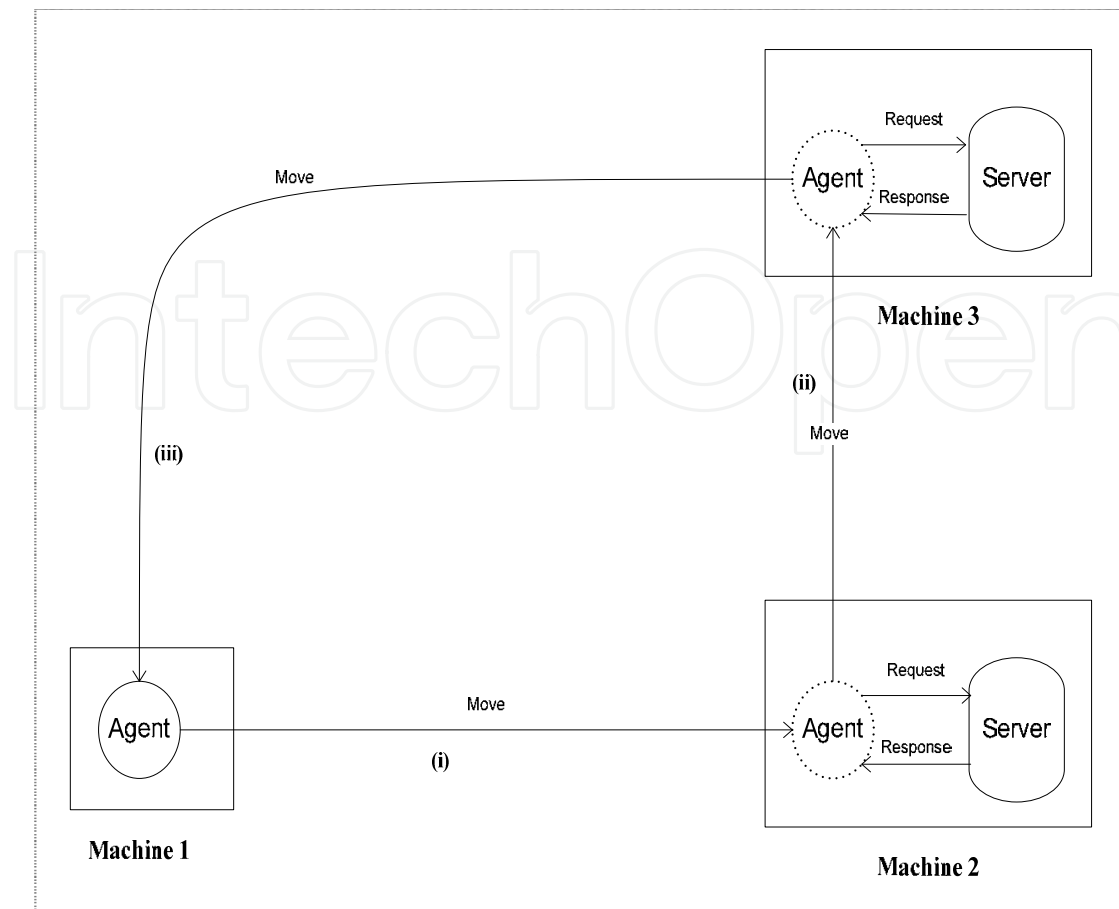 Request
Agent
Server
Response
Move
Machine 3
IntechOpen
(ii)
Move
(iii)
Request
Agent
Server
Response
Move
Agent
(i)
Machine 1
Machine 2